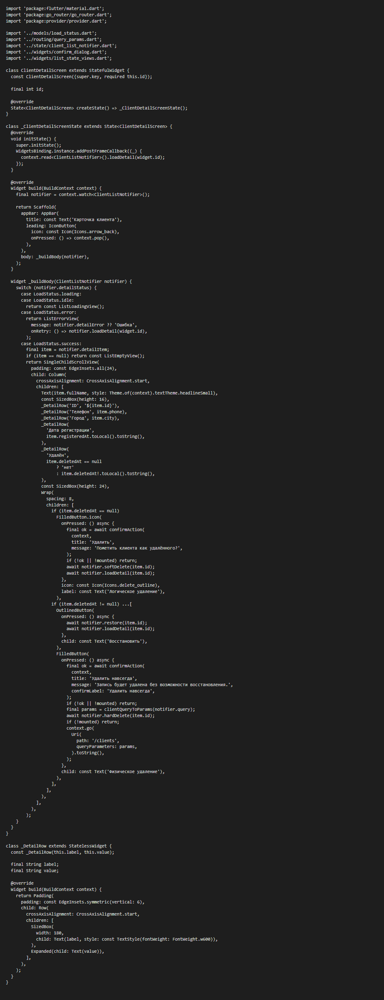 import 'package:flutter/material.dart';
import 'package:go_router/go_router.dart';
import 'package:provider/provider.dart';

import '../models/load_status.dart';
import '../routing/query_params.dart';
import '../state/client_list_notifier.dart';
import '../widgets/confirm_dialog.dart';
import '../widgets/list_state_views.dart';

class ClientDetailScreen extends StatefulWidget {
  const ClientDetailScreen({super.key, required this.id});

  final int id;

  @override
  State<ClientDetailScreen> createState() => _ClientDetailScreenState();
}

class _ClientDetailScreenState extends State<ClientDetailScreen> {
  @override
  void initState() {
    super.initState();
    WidgetsBinding.instance.addPostFrameCallback((_) {
      context.read<ClientListNotifier>().loadDetail(widget.id);
    });
  }

  @override
  Widget build(BuildContext context) {
    final notifier = context.watch<ClientListNotifier>();

    return Scaffold(
      appBar: AppBar(
        title: const Text('Карточка клиента'),
        leading: IconButton(
          icon: const Icon(Icons.arrow_back),
          onPressed: () => context.pop(),
        ),
      ),
      body: _buildBody(notifier),
    );
  }

  Widget _buildBody(ClientListNotifier notifier) {
    switch (notifier.detailStatus) {
      case LoadStatus.loading:
      case LoadStatus.idle:
        return const ListLoadingView();
      case LoadStatus.error:
        return ListErrorView(
          message: notifier.detailError ?? 'Ошибка',
          onRetry: () => notifier.loadDetail(widget.id),
        );
      case LoadStatus.success:
        final item = notifier.detailItem;
        if (item == null) return const ListEmptyView();
        return SingleChildScrollView(
          padding: const EdgeInsets.all(24),
          child: Column(
            crossAxisAlignment: CrossAxisAlignment.start,
            children: [
              Text(item.fullName, style: Theme.of(context).textTheme.headlineSmall),
              const SizedBox(height: 16),
              _DetailRow('ID', '${item.id}'),
              _DetailRow('Телефон', item.phone),
              _DetailRow('Город', item.city),
              _DetailRow(
                'Дата регистрации',
                item.registeredAt.toLocal().toString(),
              ),
              _DetailRow(
                'Удалён',
                item.deletedAt == null
                    ? 'нет'
                    : item.deletedAt!.toLocal().toString(),
              ),
              const SizedBox(height: 24),
              Wrap(
                spacing: 8,
                children: [
                  if (item.deletedAt == null)
                    FilledButton.icon(
                      onPressed: () async {
                        final ok = await confirmAction(
                          context,
                          title: 'Удалить',
                          message: 'Пометить клиента как удалённого?',
                        );
                        if (!ok || !mounted) return;
                        await notifier.softDelete(item.id);
                        await notifier.loadDetail(item.id);
                      },
                      icon: const Icon(Icons.delete_outline),
                      label: const Text('Логическое удаление'),
                    ),
                  if (item.deletedAt != null) ...[
                    OutlinedButton(
                      onPressed: () async {
                        await notifier.restore(item.id);
                        await notifier.loadDetail(item.id);
                      },
                      child: const Text('Восстановить'),
                    ),
                    FilledButton(
                      onPressed: () async {
                        final ok = await confirmAction(
                          context,
                          title: 'Удалить навсегда',
                          message: 'Запись будет удалена без возможности восстановления.',
                          confirmLabel: 'Удалить навсегда',
                        );
                        if (!ok || !mounted) return;
                        final params = clientQueryToParams(notifier.query);
                        await notifier.hardDelete(item.id);
                        if (!mounted) return;
                        context.go(
                          Uri(
                            path: '/clients',
                            queryParameters: params,
                          ).toString(),
                        );
                      },
                      child: const Text('Физическое удаление'),
                    ),
                  ],
                ],
              ),
            ],
          ),
        );
    }
  }
}

class _DetailRow extends StatelessWidget {
  const _DetailRow(this.label, this.value);

  final String label;
  final String value;

  @override
  Widget build(BuildContext context) {
    return Padding(
      padding: const EdgeInsets.symmetric(vertical: 6),
      child: Row(
        crossAxisAlignment: CrossAxisAlignment.start,
        children: [
          SizedBox(
            width: 180,
            child: Text(label, style: const TextStyle(fontWeight: FontWeight.w600)),
          ),
          Expanded(child: Text(value)),
        ],
      ),
    );
  }
}